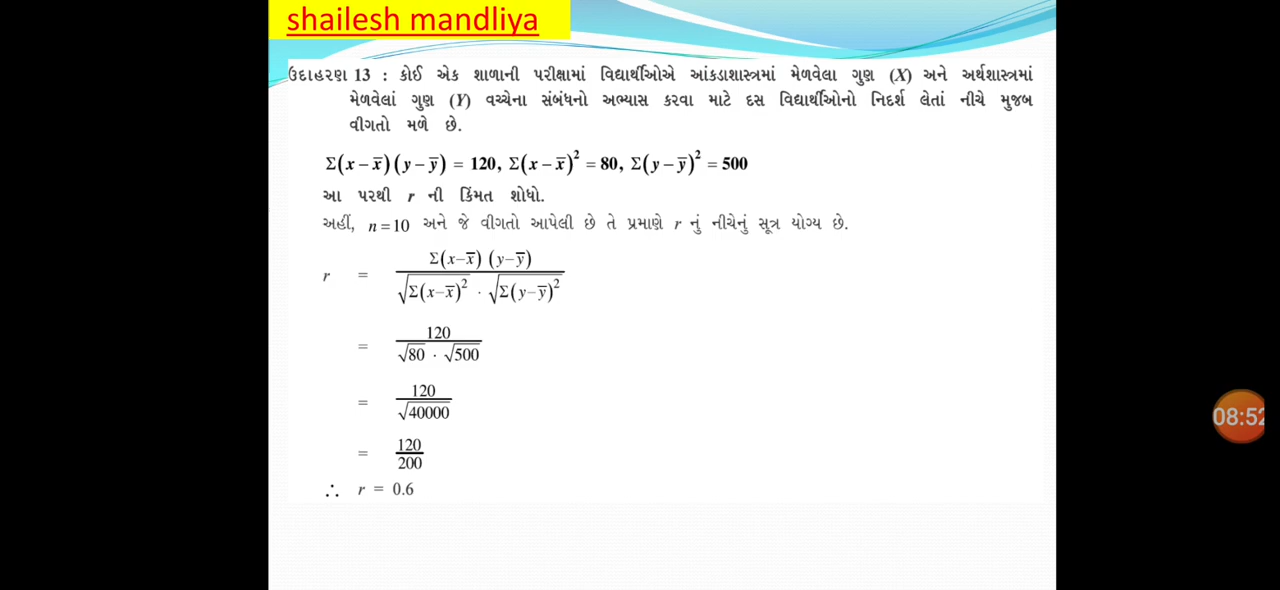 shailesh mandliya
ઉદાહરણ 13 : કોઈ એક શાળાની પરીક્ષામાં વિદ્યાર્થીઓએ આંકડાશાસ્ત્રમાં મેળવેલા ગુણ (X) અને અર્થશાસ્ત્રમાં
મેળવેલાં ગુણ (Y) વચ્ચેના સંબંધનો અભ્યાસ કરવા માટે દસ વિદ્યાર્થીઓનો નિદર્શ લેતાં નીચે મુજબ
વીગતો મળે છે.
Σ(x – x̅)(y – y̅) = 120, Σ(x – x̅)² = 80, Σ(y – y̅)² = 500
આ પરથી r ની કિંમત શોધો.
અહીં, n = 10 અને જે વીગતો આપેલી છે તે પ્રમાણે r નું નીચેનું સૂત્ર યોગ્ય છે.
r = Σ(x–x̅) (y–y̅) / √Σ(x–x̅)² · √Σ(y–y̅)²
= 120 / √80 · √500
= 120 / √40000
= 120 / 200
∴ r = 0.6
08:52